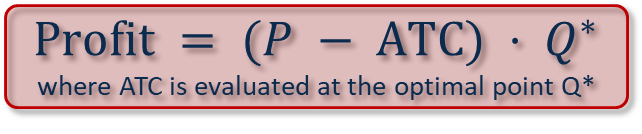 Profit = (P − ATC) · Q*
where ATC is evaluated at the optimal point Q*